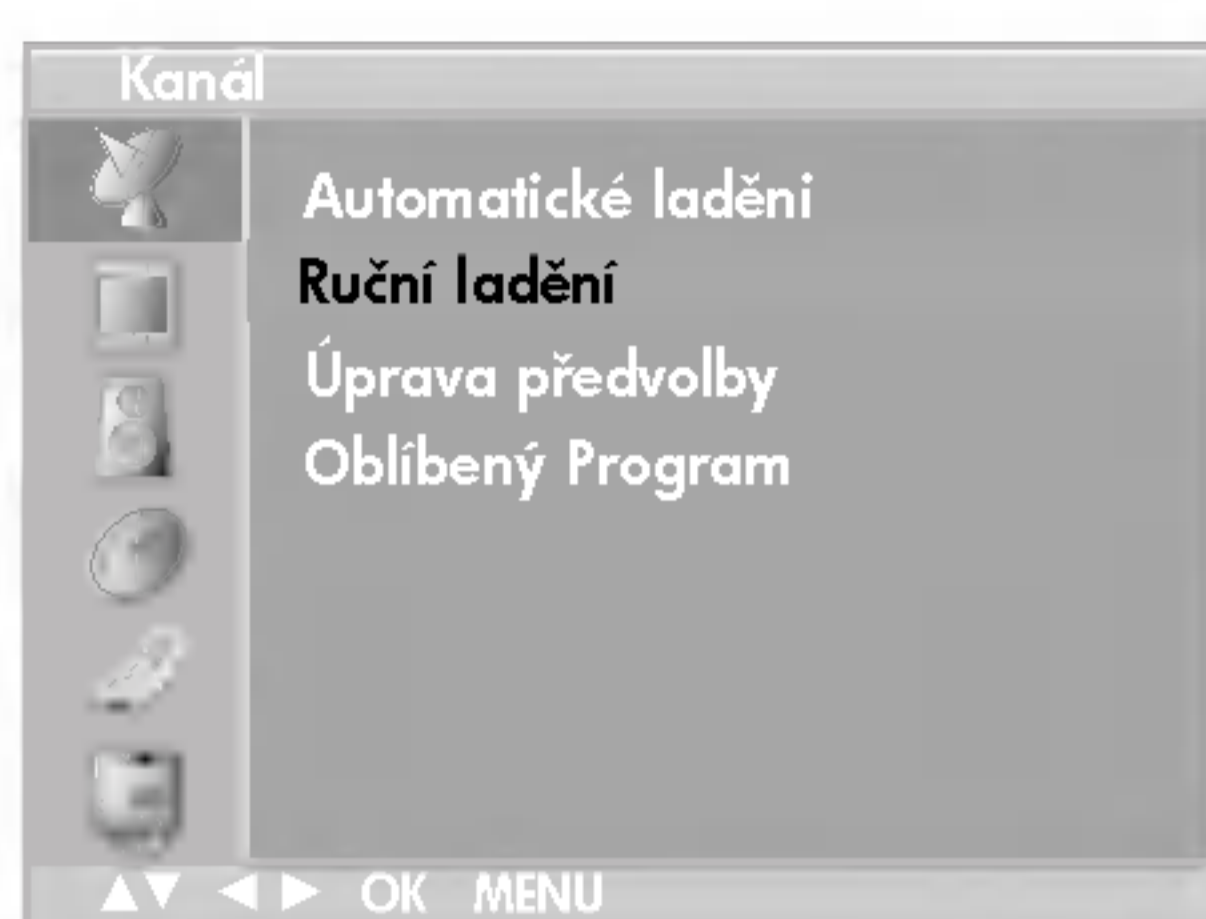 Kanál
Automatické laděni
Ruční ladění
Úprava předvolby
Oblíbený Program
▲▼ ◀ ▶ OK MENU